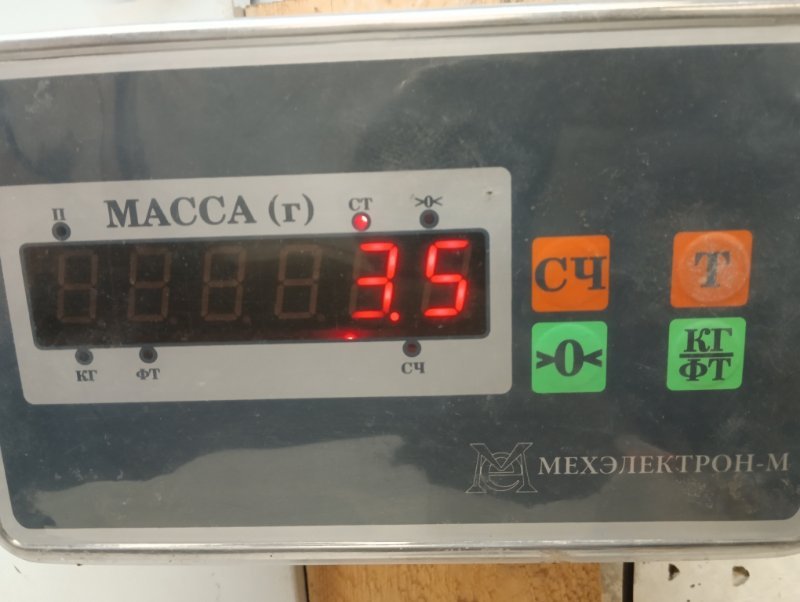 П МАССА (г) СТ >0<
3.5
КГ ФТ СЧ
СЧ Т
>0< КГ
ФТ
МЕХЭЛЕКТРОН-М